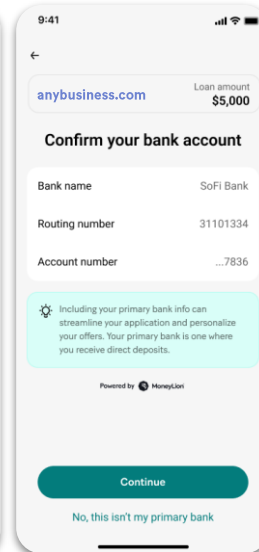 9:41
anybusiness.com
Loan amount
$5,000
Confirm your bank account
Bank name SoFi Bank
Routing number 31101334
Account number ...7836
Including your primary bank info can
streamline your application and personalize
your offers. Your primary bank is one where
you receive direct deposits.
Powered by MoneyLion
Continue
No, this isn't my primary bank